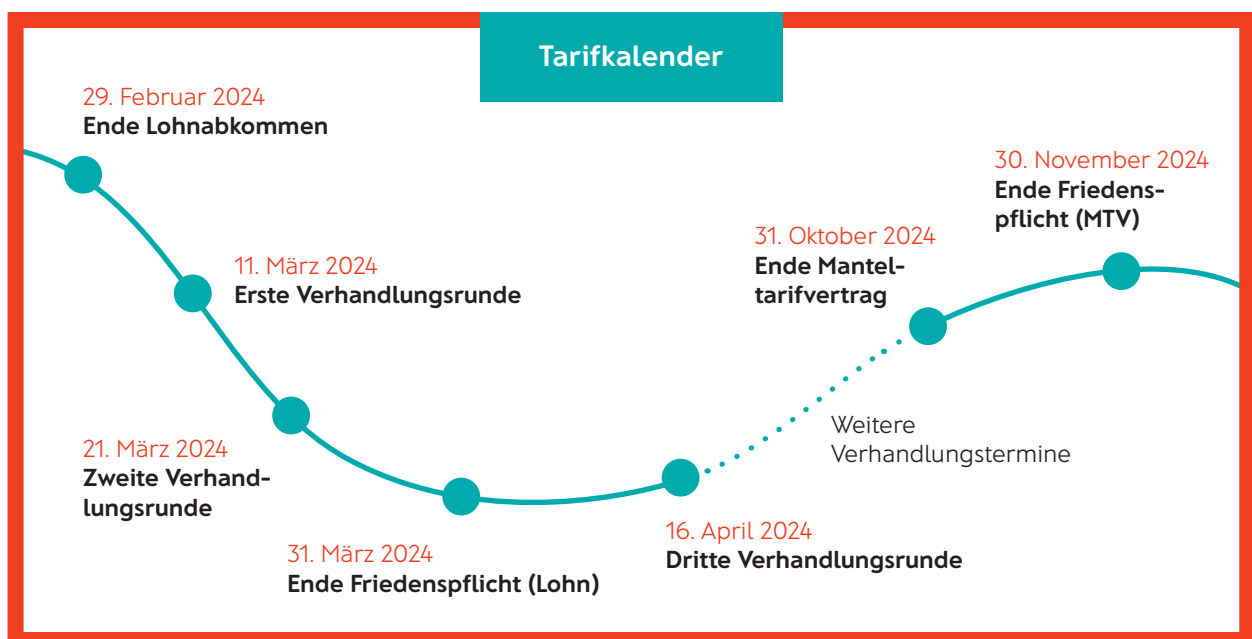 Tarifkalender
29. Februar 2024
Ende Lohnabkommen
11. März 2024
Erste Verhandlungsrunde
21. März 2024
Zweite Verhand-
lungsrunde
31. März 2024
Ende Friedenspflicht (Lohn)
16. April 2024
Dritte Verhandlungsrunde
Weitere
Verhandlungstermine
31. Oktober 2024
Ende Mantel-
tarifvertrag
30. November 2024
Ende Friedens-
pflicht (MTV)